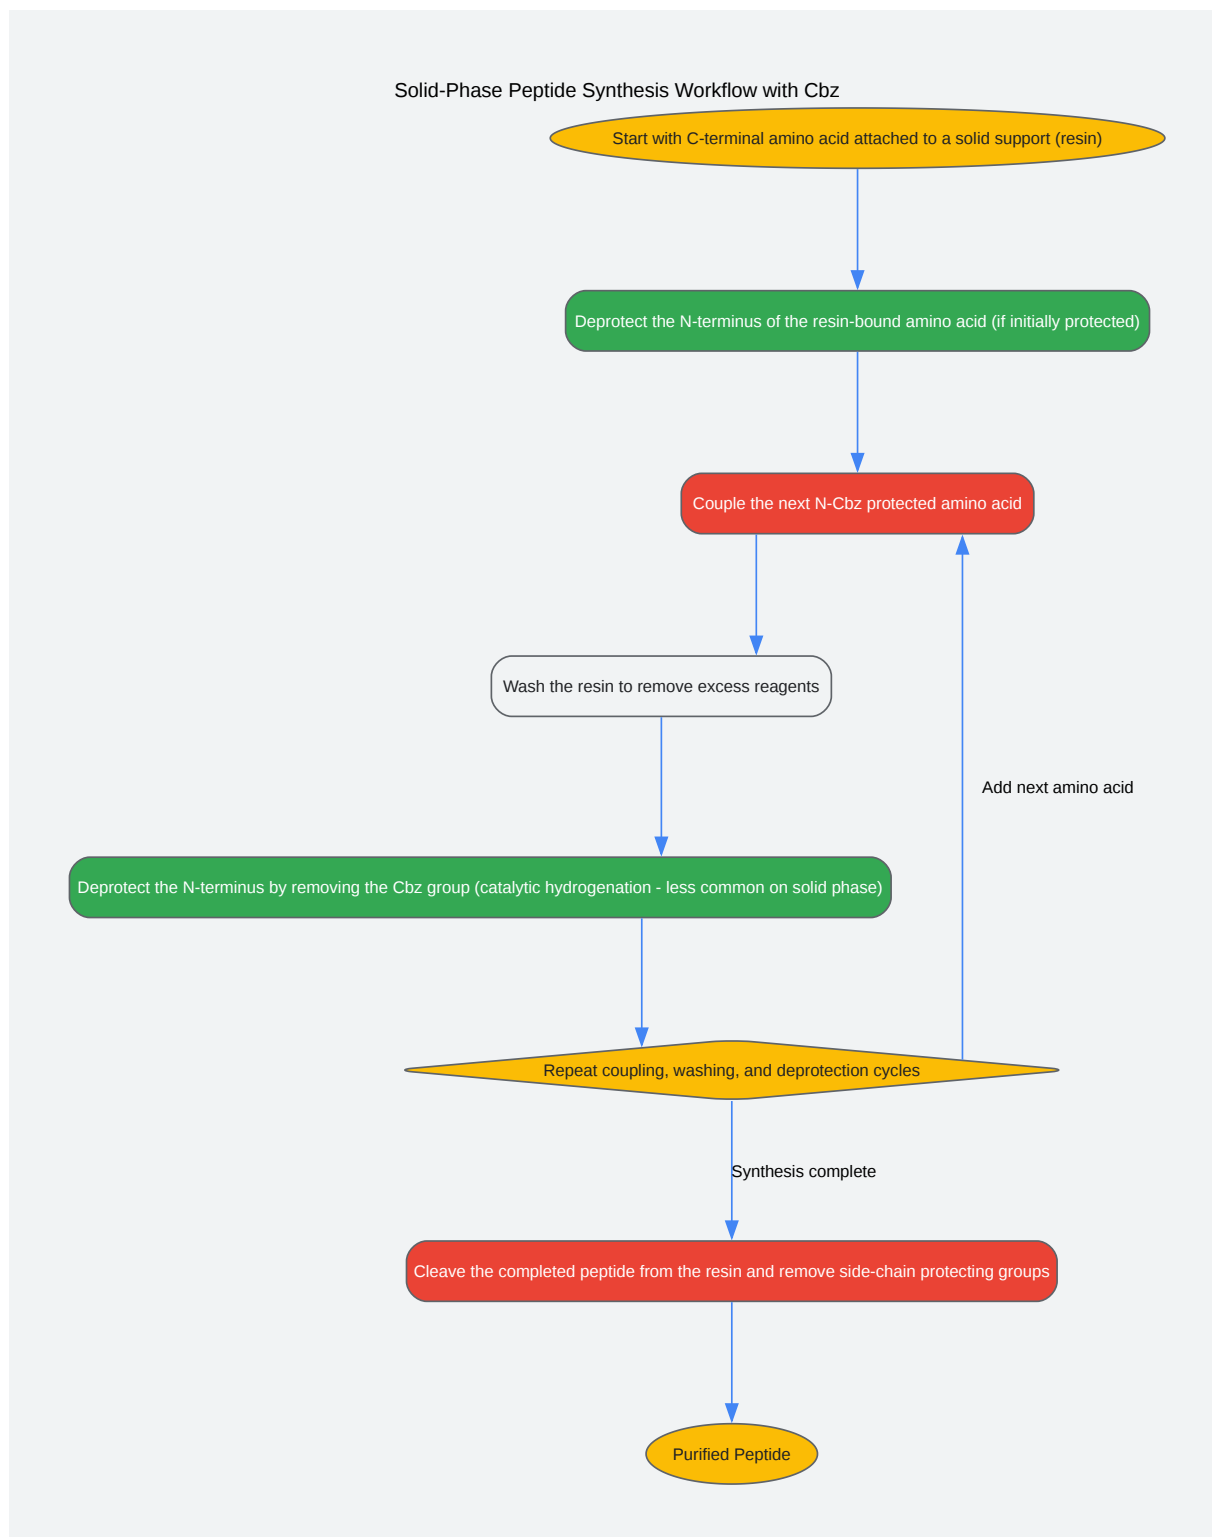 Solid-Phase Peptide Synthesis Workflow with Cbz
Start with C-terminal amino acid attached to a solid support (resin)
Deprotect the N-terminus of the resin-bound amino acid (if initially protected)
Couple the next N-Cbz protected amino acid
Wash the resin to remove excess reagents
Add next amino acid
Deprotect the N-terminus by removing the Cbz group (catalytic hydrogenation - less common on solid phase)
Repeat coupling, washing, and deprotection cycles
Synthesis complete
Cleave the completed peptide from the resin and remove side-chain protecting groups
Purified Peptide